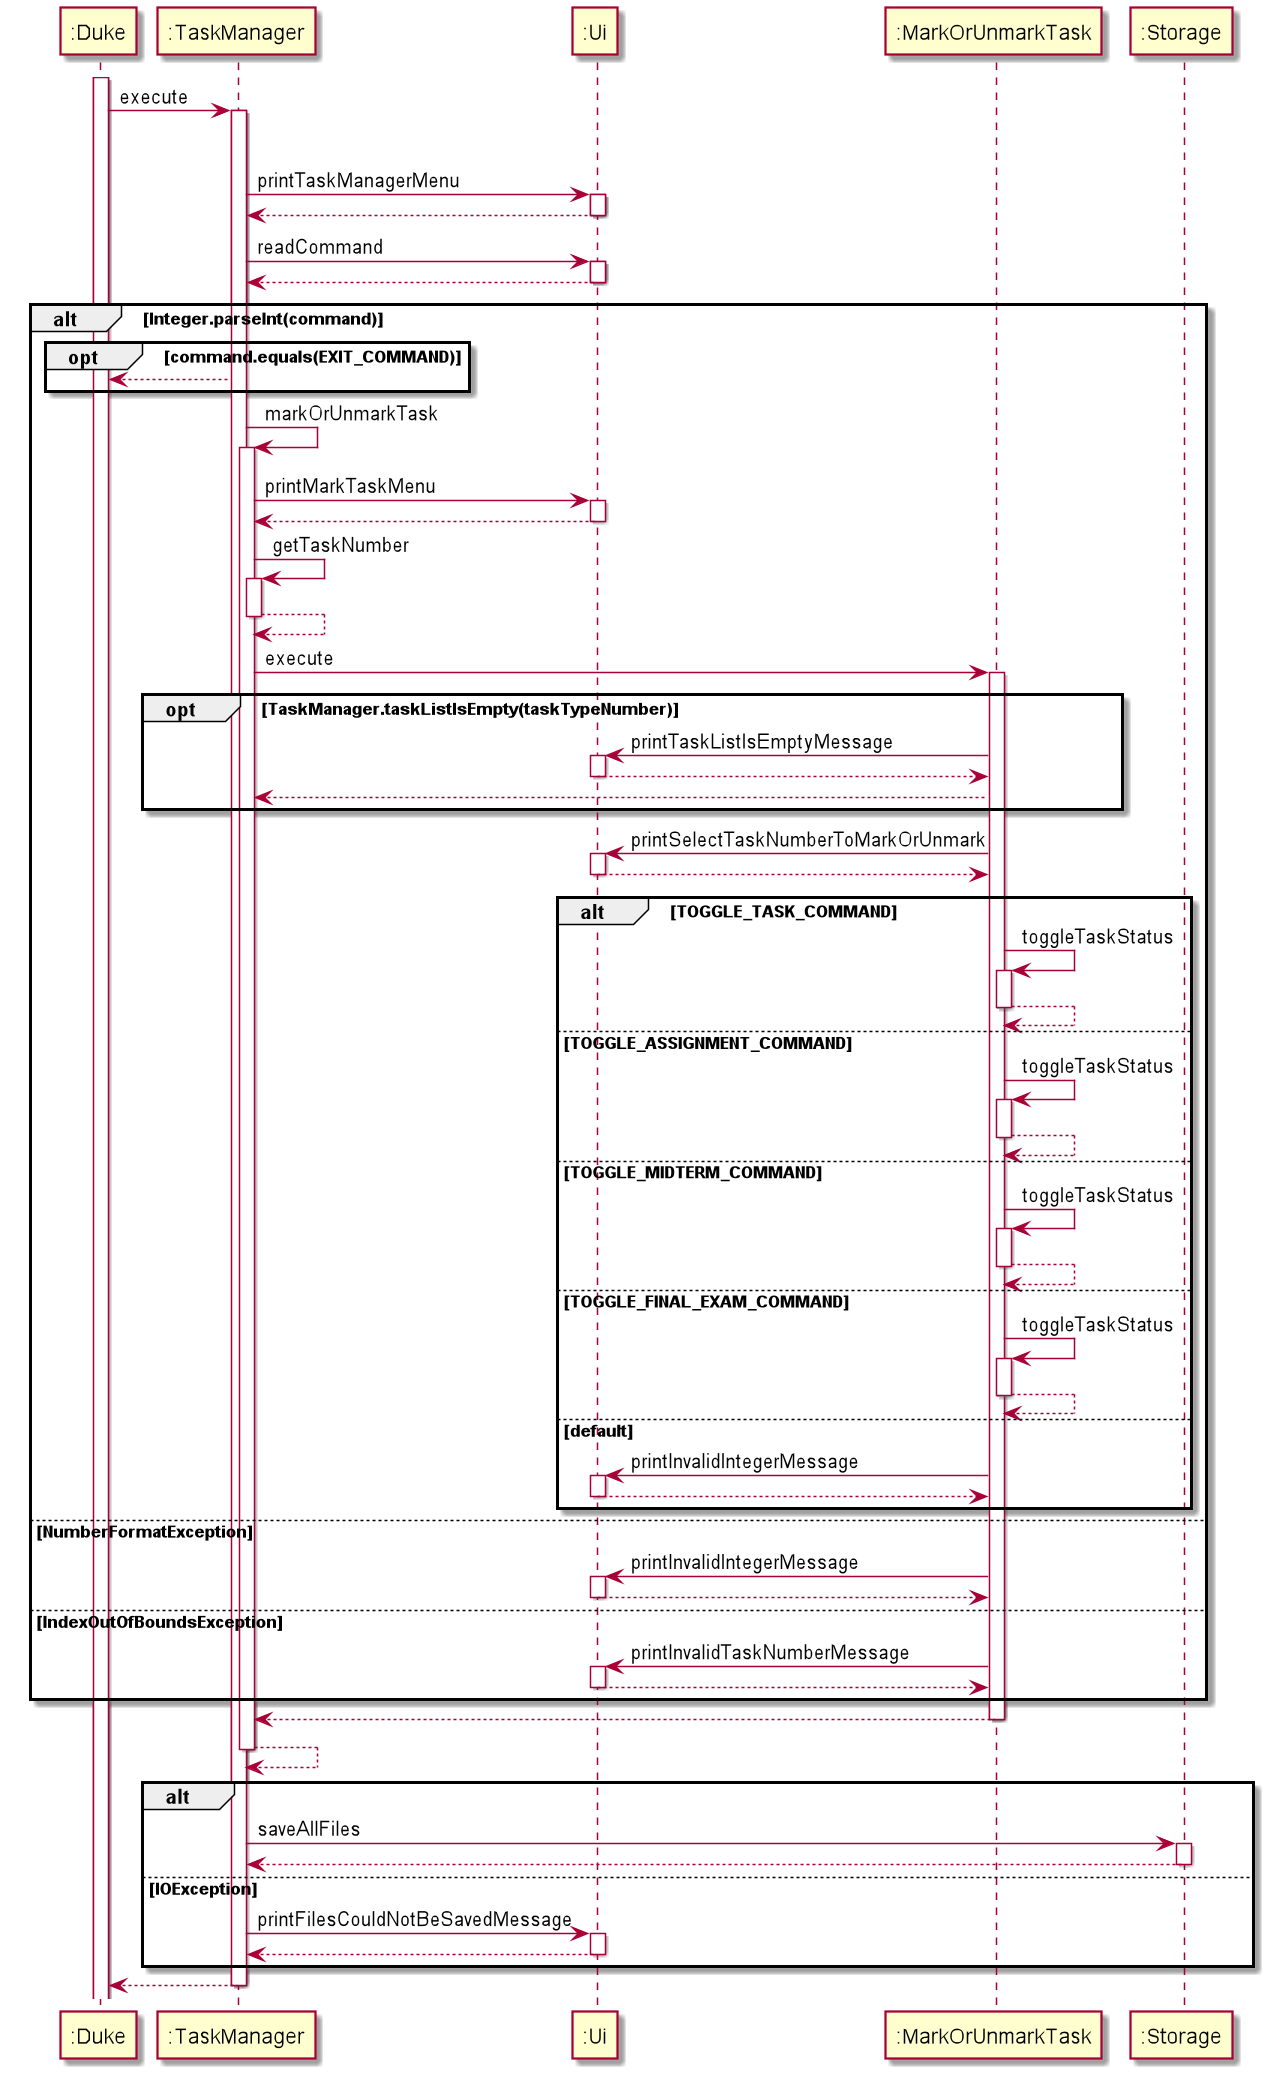 :Duke
:TaskManager
:Ui
:MarkOrUnmarkTask
:Storage
execute
printTaskManagerMenu
readCommand
alt
[Integer.parseInt(command)]
opt
[command.equals(EXIT_COMMAND)]
markOrUnmarkTask
printMarkTaskMenu
getTaskNumber
execute
opt
[TaskManager.taskListIsEmpty(taskTypeNumber)]
printTaskListIsEmptyMessage
printSelectTaskNumberToMarkOrUnmark
alt
[TOGGLE_TASK_COMMAND]
toggleTaskStatus
[TOGGLE_ASSIGNMENT_COMMAND]
toggleTaskStatus
[TOGGLE_MIDTERM_COMMAND]
toggleTaskStatus
[TOGGLE_FINAL_EXAM_COMMAND]
toggleTaskStatus
[default]
printInvalidIntegerMessage
[NumberFormatException]
printInvalidIntegerMessage
[IndexOutOfBoundsException]
printInvalidTaskNumberMessage
alt
saveAllFiles
[IOException]
printFilesCouldNotBeSavedMessage
:Duke
:TaskManager
:Ui
:MarkOrUnmarkTask
:Storage